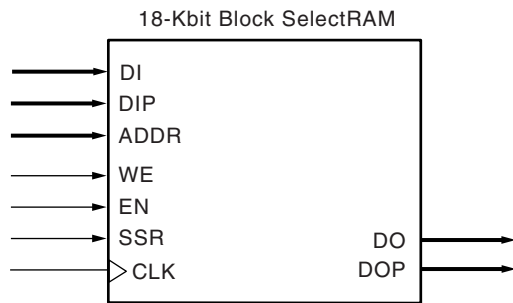 18-Kbit Block SelectRAM
DI
DIP
ADDR
WE
EN
SSR
CLK
DO
DOP